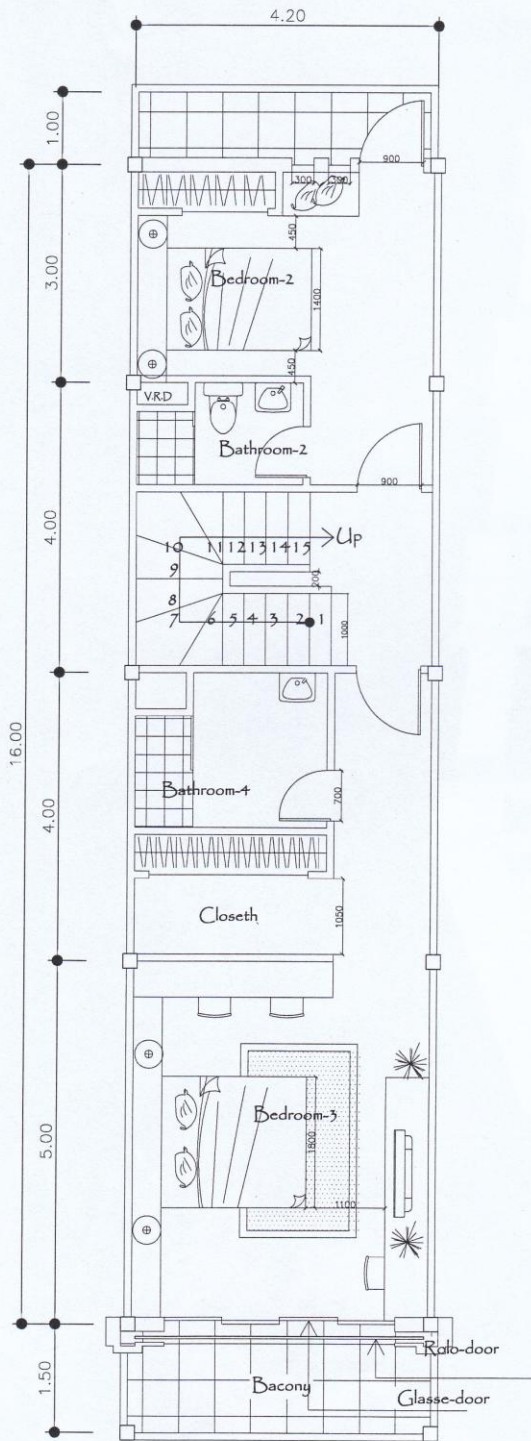 4.20
1.00
900
300 300
450
3.00
Bedroom-2
1400
450
V.R.D
Bathroom-2
900
4.00
10 11 12 13 14 15 Up
9
200
8
7 6 5 4 3 2 1
1000
16.00
4.00
Bathroom-4
700
Closeth
1050
5.00
Bedroom-3
1800
1100
1.50
Rolo-door
Bacony
Glasse-door